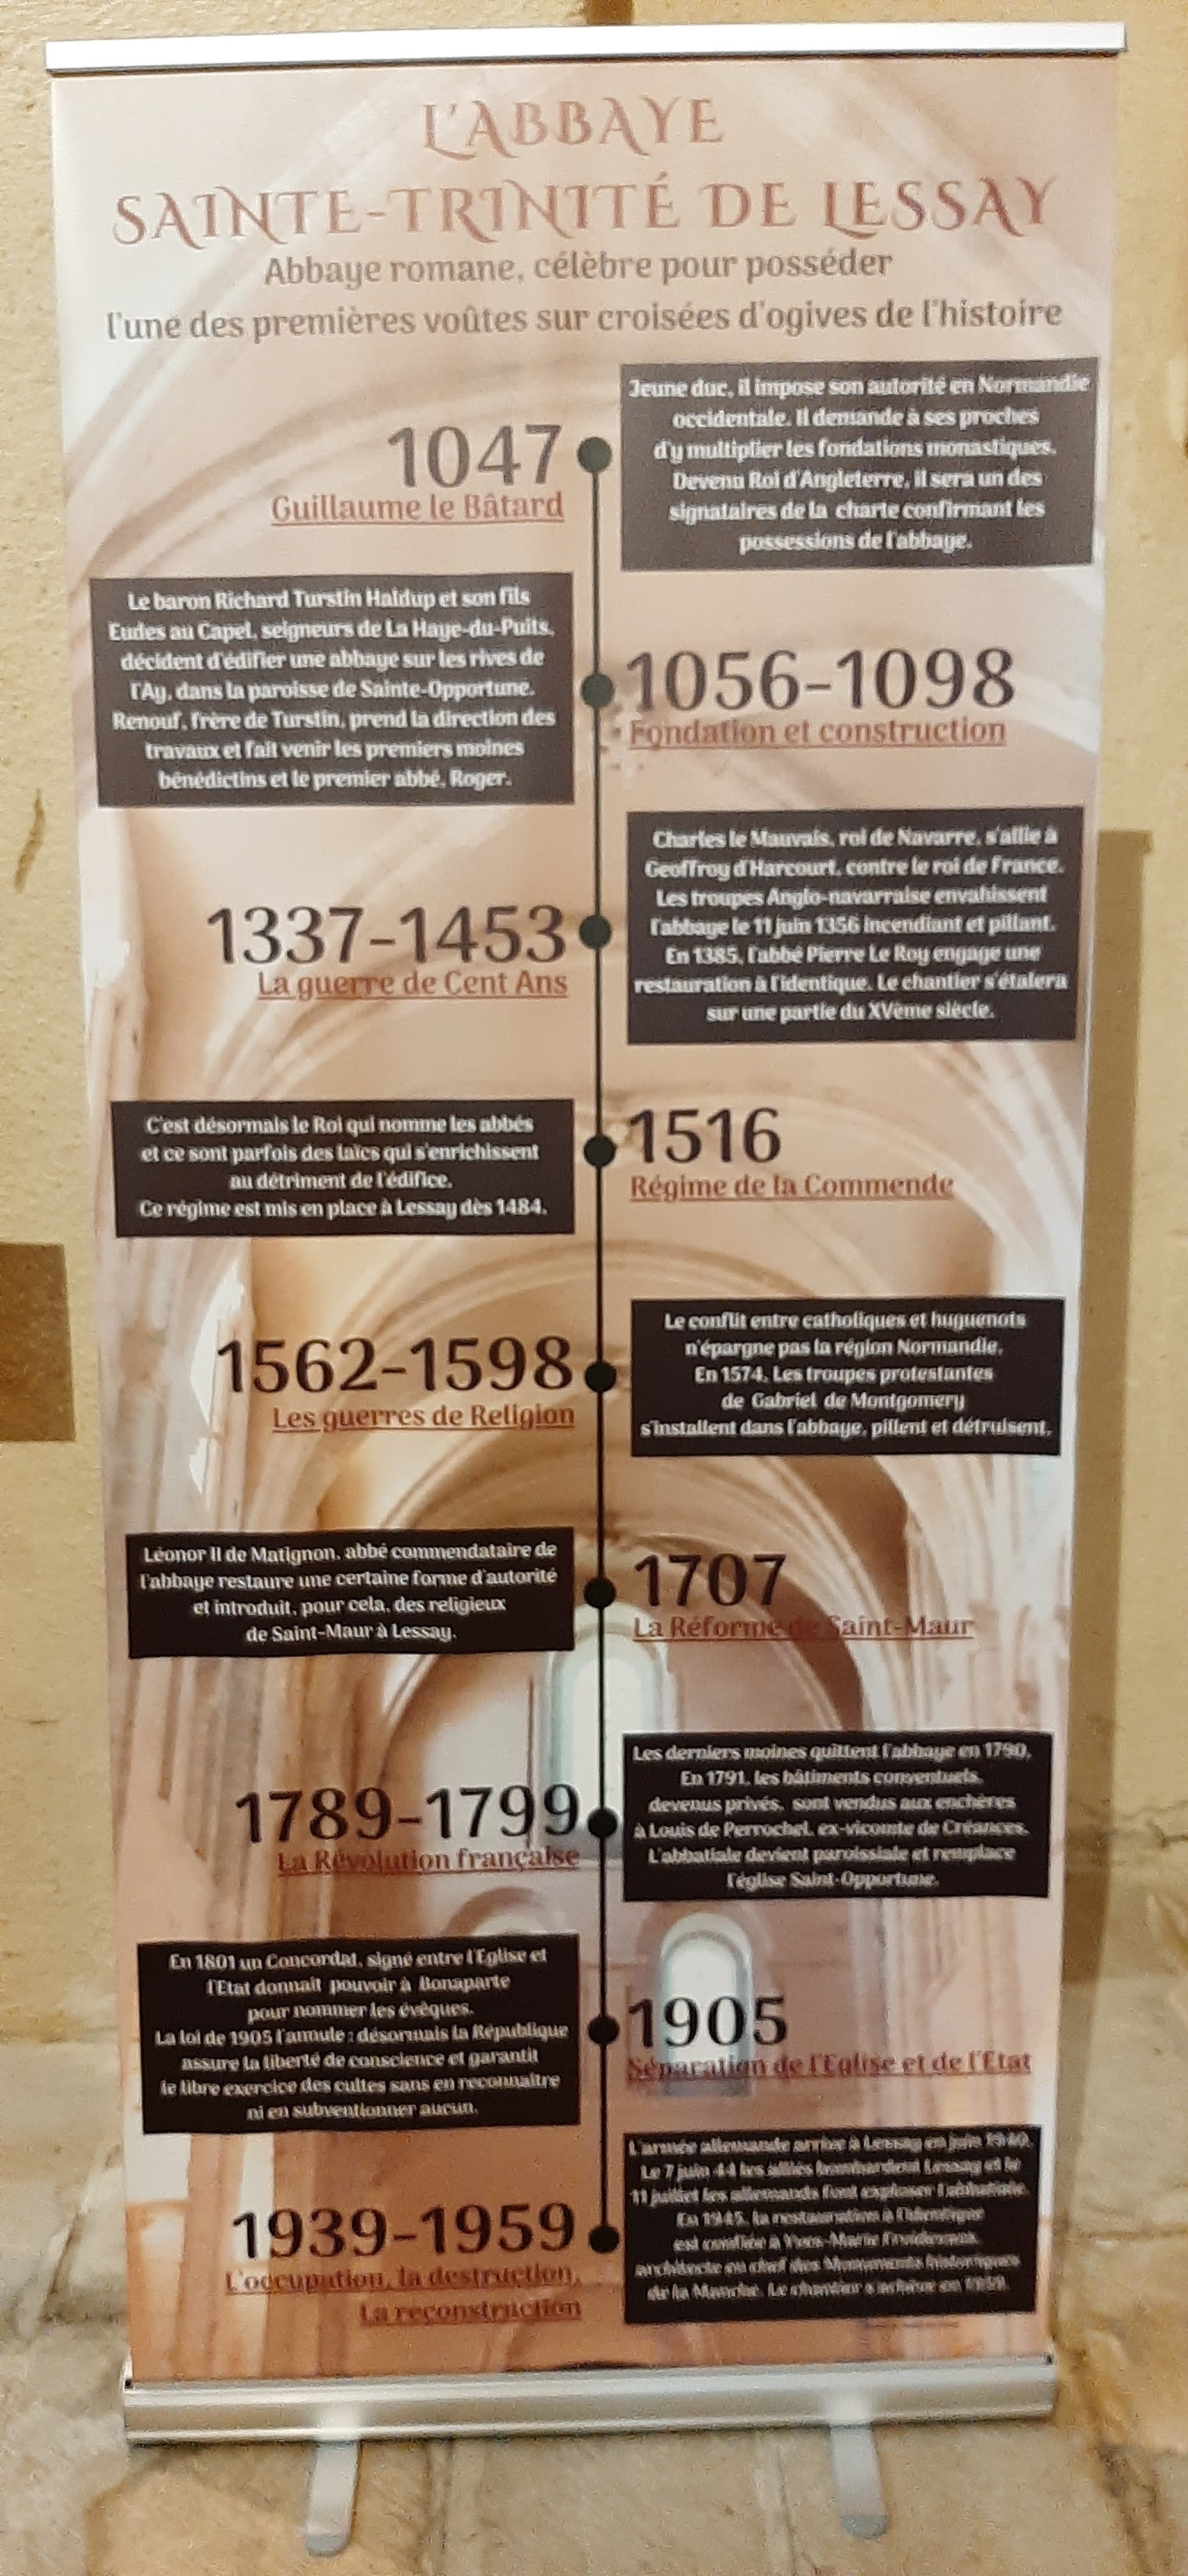 L'ABBAYE
SAINTE-TRINITÉ DE LESSAY
Abbaye romane, célèbre pour posséder
l'une des premières voûtes sur croisées d'ogives de l'histoire
1047
Guillaume le Bâtard
Jeune duc, il impose son autorité en Normandie
occidentale. Il demande à ses proches
d'y multiplier les fondations monastiques.
Devenu Roi d'Angleterre, il sera un des
signataires de la charte confirmant les
possessions de l'abbaye.
Le baron Richard Turstin Haldup et son fils
Eudes au Capel, seigneurs de La Haye-du-Puits,
décident d'édifier une abbaye sur les rives de
l'Ay, dans la paroisse de Sainte-Opportune.
Renouf, frère de Turstin, prend la direction des
travaux et fait venir les premiers moines
bénédictins et le premier abbé, Roger.
1056-1098
Fondation et construction
1337-1453
La guerre de Cent Ans
Charles le Mauvais, roi de Navarre, s'allie à
Geoffroy d'Harcourt, contre le roi de France.
Les troupes Anglo-navarraise envahissent
l'abbaye le 11 juin 1356 incendiant et pillant.
En 1385, l'abbé Pierre Le Roy engage une
restauration à l'identique. Le chantier s'étalera
sur une partie du XVème siècle.
C'est désormais le Roi qui nomme les abbés
et ce sont parfois des laïcs qui s'enrichissent
au détriment de l'édifice.
Ce régime est mis en place à Lessay dès 1484.
1516
Régime de la Commende
1562-1598
Les guerres de Religion
Le conflit entre catholiques et huguenots
n'épargne pas la région Normandie.
En 1574, Les troupes protestantes
de Gabriel de Montgomery
s'installent dans l'abbaye, pillent et détruisent.
Léonor II de Matignon, abbé commendataire de
l'abbaye restaure une certaine forme d'autorité
et introduit, pour cela, des religieux
de Saint-Maur à Lessay.
1707
La Réforme de Saint-Maur
1789-1799
La Révolution française
Les derniers moines quittent l'abbaye en 1790.
En 1791, les bâtiments conventuels,
devenus privés, sont vendus aux enchères
à Louis de Perrochel, ex-vicomte de Créances.
L'abbatiale devient paroissiale et remplace
l'église Saint-Opportune.
En 1801 un Concordat, signé entre l'Eglise et
l'Etat donnait pouvoir à Bonaparte
pour nommer les évêques.
La loi de 1905 l'annule : désormais la République
assure la liberté de conscience et garantit
le libre exercice des cultes sans en reconnaître
ni en subventionner aucun.
1905
Séparation de l'Eglise et de l'Etat
1939-1959
L'occupation, la destruction,
La reconstruction
L'armée allemande arrive à Lessay en juin 1940.
Le 7 juin 44 les alliés bombardent Lessay et le
11 juillet les allemands font exploser l'abbatiale.
En 1945, la restauration à l'identique
est confiée à Yves-Marie Froidevaux,
architecte en chef des Monuments historiques
de la Manche. Le chantier s'achève en 1959.